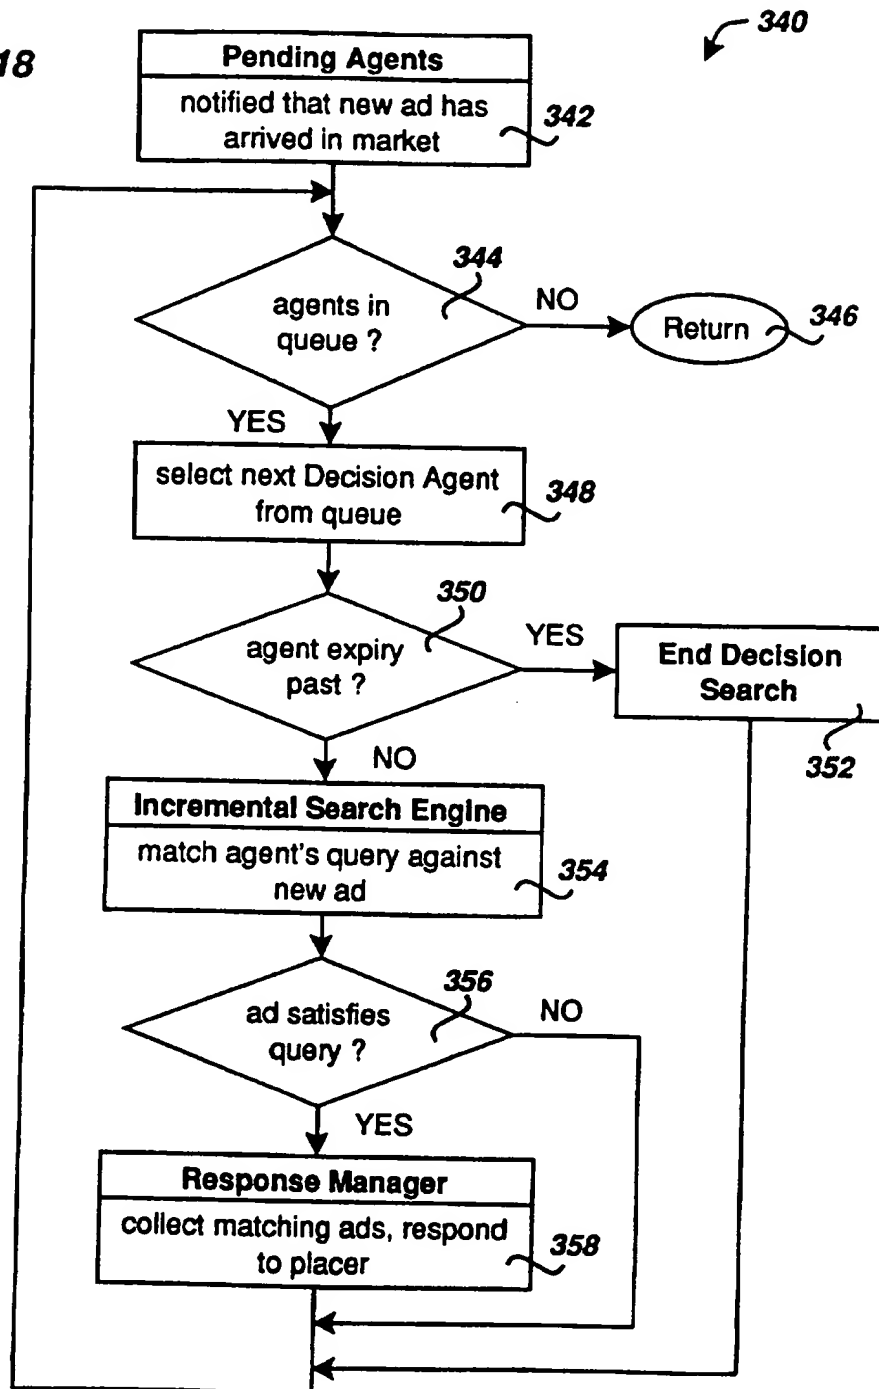 18
340
Pending Agents
notified that new ad has
arrived in market
342
344
agents in
queue ?
NO
Return
346
YES
select next Decision Agent
from queue
348
350
agent expiry
past ?
YES
End Decision
Search
352
NO
Incremental Search Engine
match agent's query against
new ad
354
356
ad satisfies
query ?
NO
YES
Response Manager
collect matching ads, respond
to placer
358